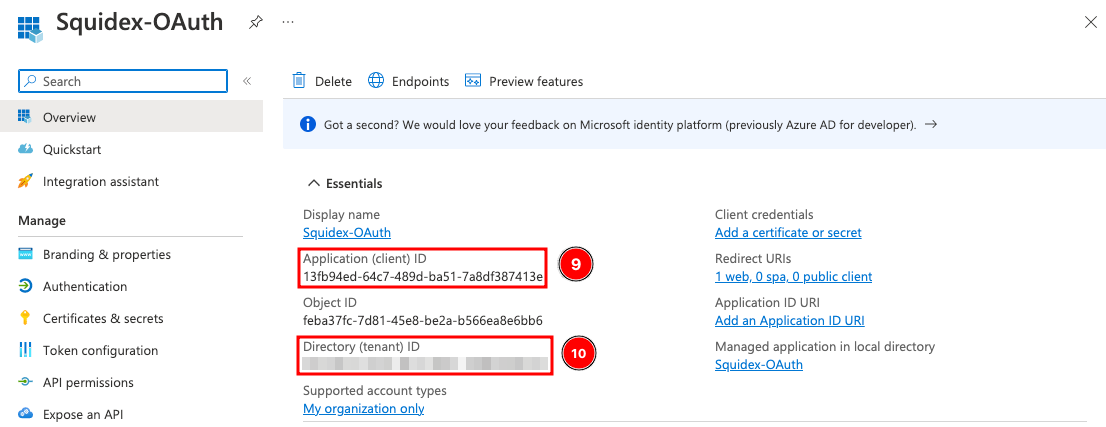 Squidex-OAuth
Search
Delete
Endpoints
Preview features
Overview
Quickstart
Integration assistant
Manage
Branding & properties
Authentication
Certificates & secrets
Token configuration
API permissions
Expose an API
Got a second? We would love your feedback on Microsoft identity platform (previously Azure AD for developer).
Essentials
Display name
Squidex-OAuth
Application (client) ID
13fb94ed-64c7-489d-ba51-7a8df387413e
9
Object ID
feba37fc-7d81-45e8-be2a-b566ea8e6bb6
Directory (tenant) ID
10
Supported account types
My organization only
Client credentials
Add a certificate or secret
Redirect URIs
1 web, 0 spa, 0 public client
Application ID URI
Add an Application ID URI
Managed application in local directory
Squidex-OAuth